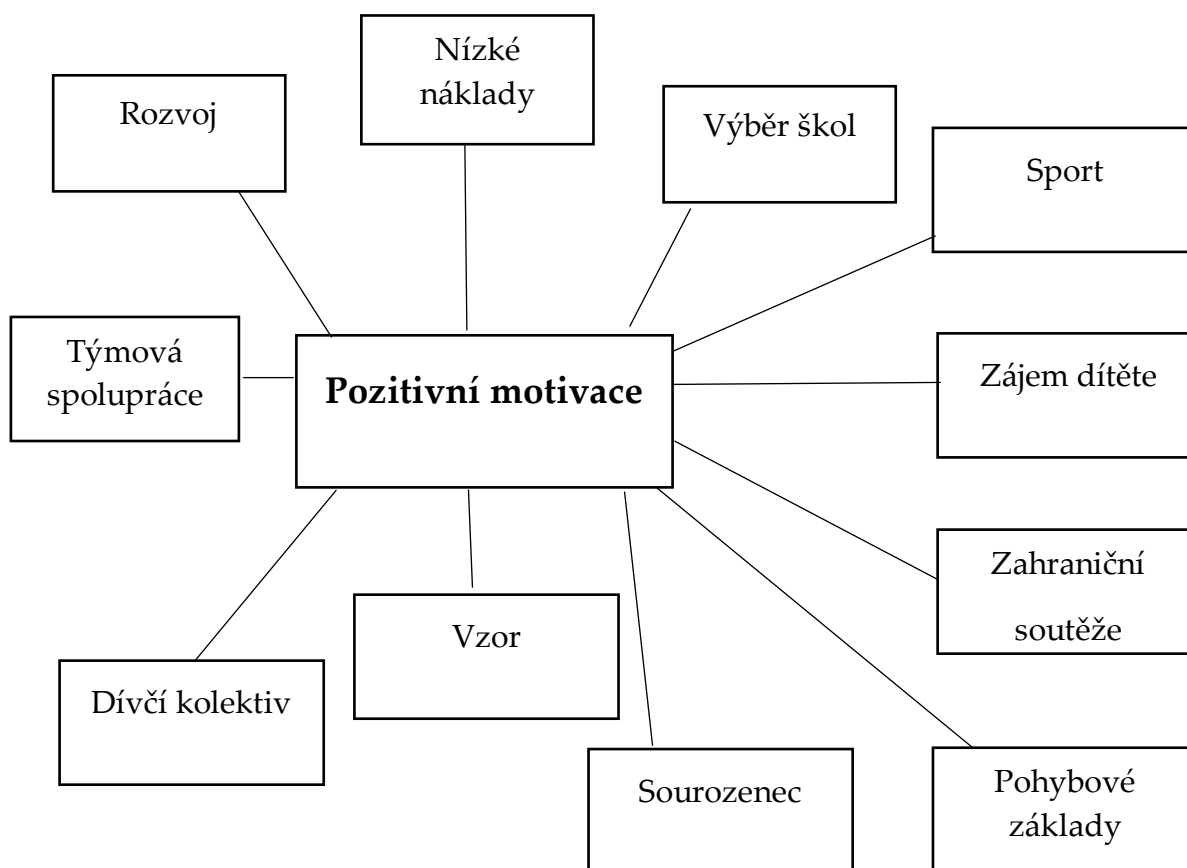 Nízké
náklady
Rozvoj
Výběr škol
Sport
Týmová
spolupráce
Pozitivní motivace
Zájem dítěte
Zahraniční
soutěže
Vzor
Dívčí kolektiv
Sourozenec
Pohybové
základy